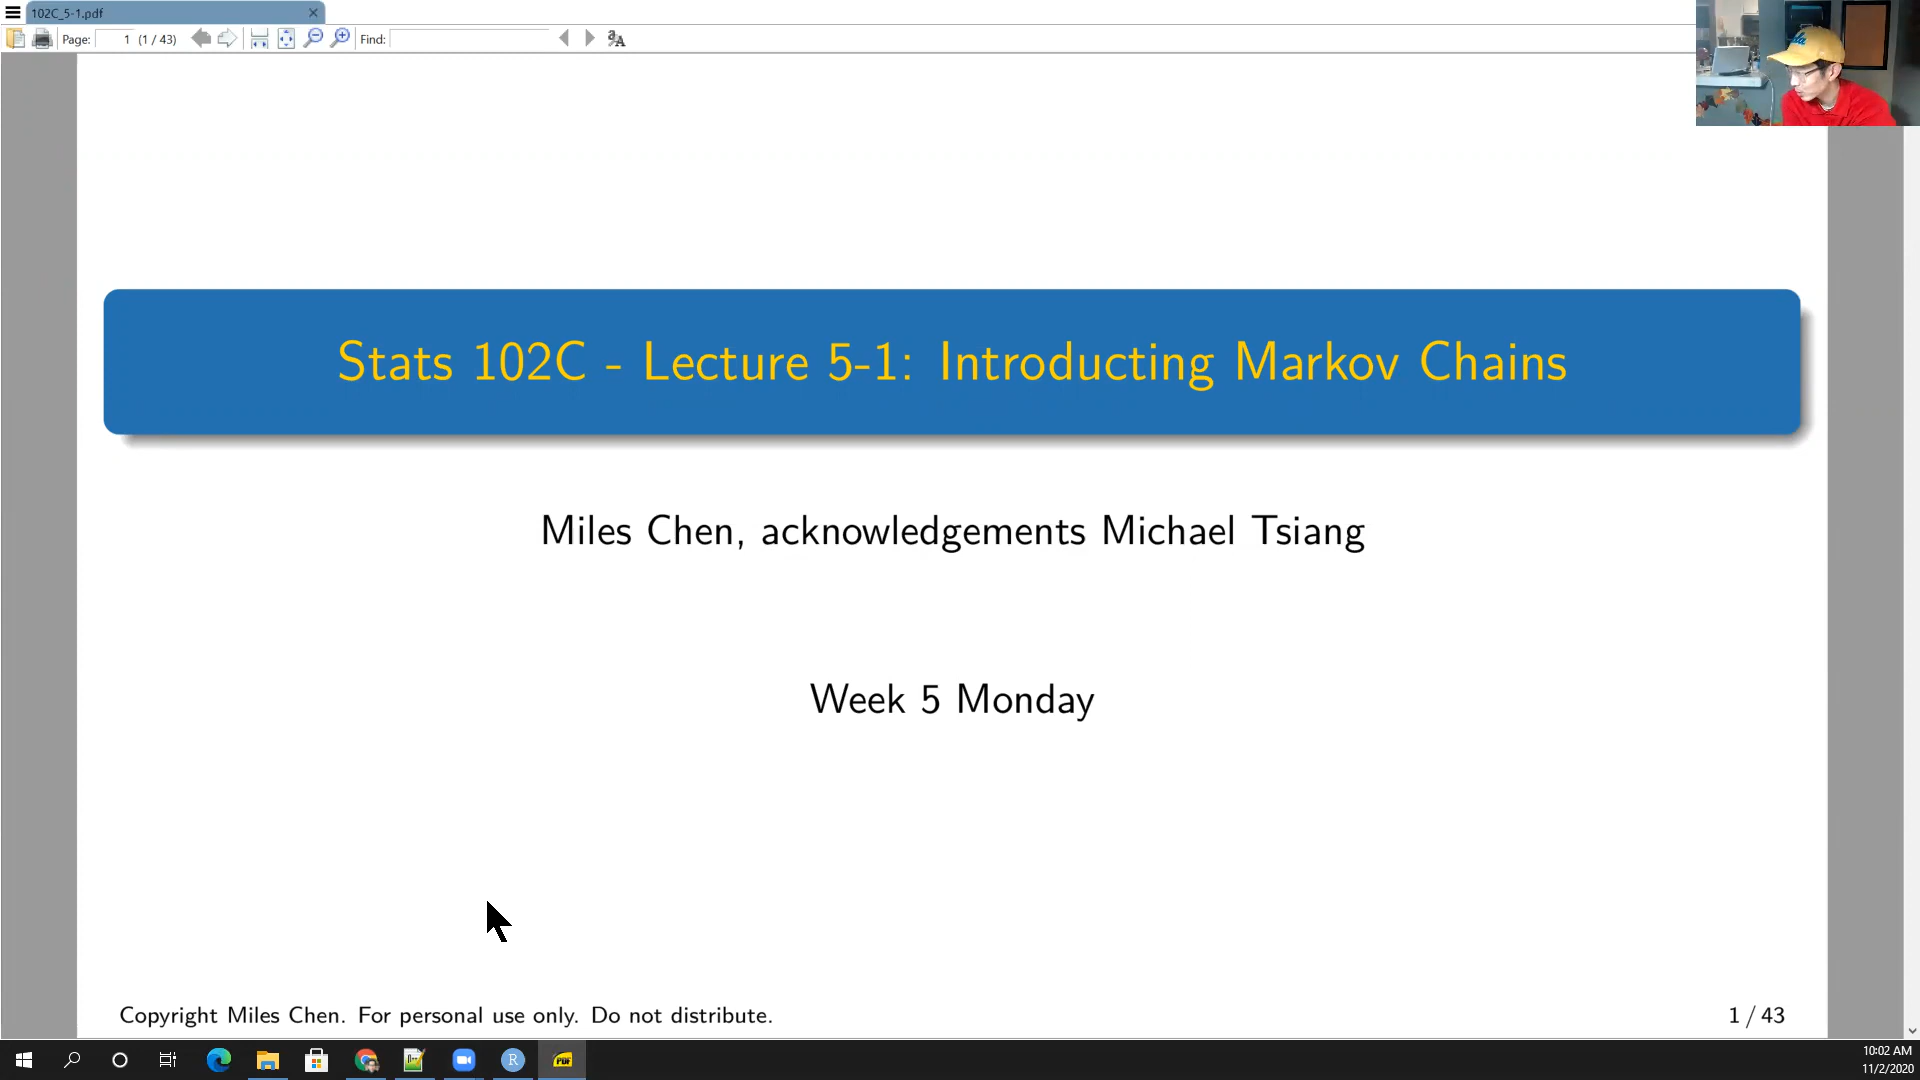 102C_5-1.pdf
Page: 1 (1 / 43) Find:
Stats 102C - Lecture 5-1: Introducting Markov Chains
Miles Chen, acknowledgements Michael Tsiang
Week 5 Monday
Copyright Miles Chen. For personal use only. Do not distribute. 1 / 43
10:02 AM
11/2/2020